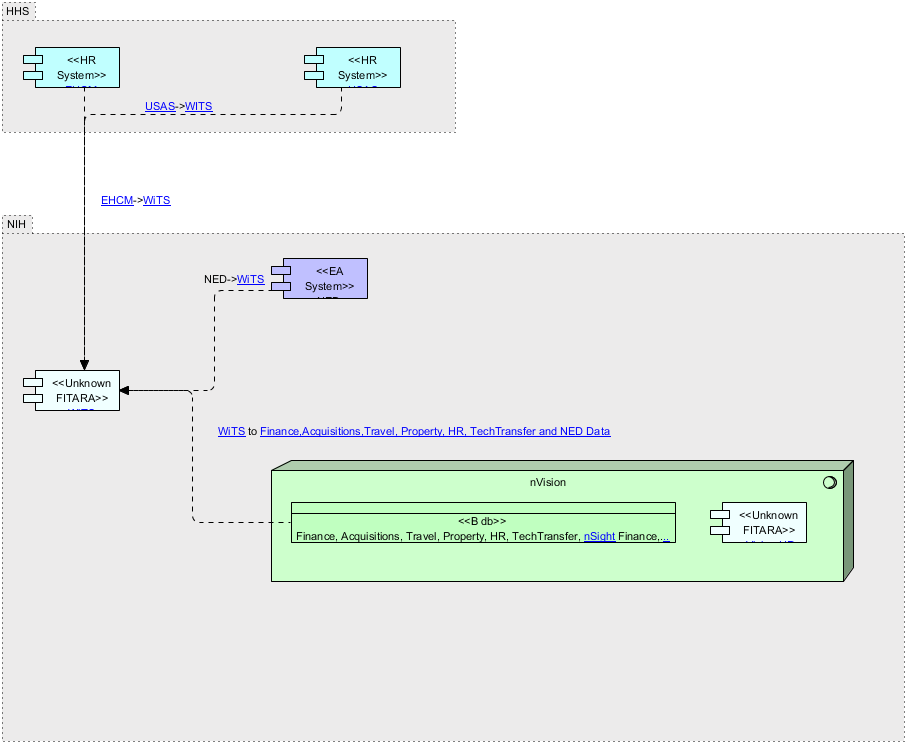 HHS
<<HR
System>>
<<HR
System>>
USAS->WITS
EHCM->WiTS
NIH
<<EA
System>>
NED->WiTS
<<Unknown
FITARA>>
WiTS to Finance,Acquisitions,Travel, Property, HR, TechTransfer and NED Data
nVision
<<B db>>
Finance, Acquisitions, Travel, Property, HR, TechTransfer, nSight Finance,...
<<Unknown
FITARA>>